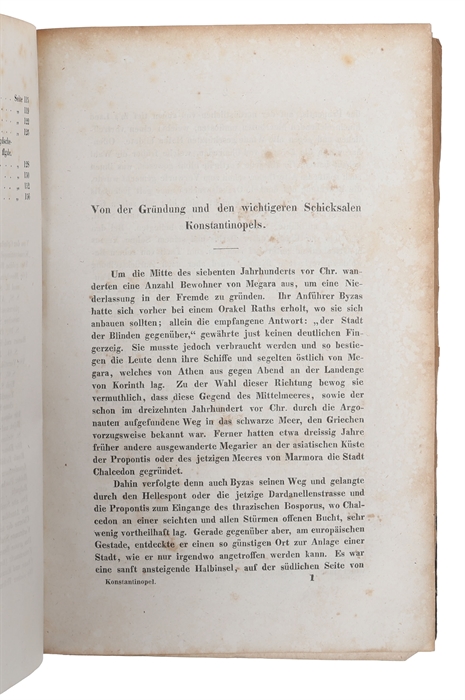 Seite 115
„ 119
„ 122
„ 123
„ 128
„ 150
„ 152
„ 156
Von der Gründung und den wichtigeren Schicksalen
Konstantinopels.
Um die Mitte des siebenten Jahrhunderts vor Chr. wan-
derten eine Anzahl Bewohner von Megara aus, um eine Nie-
derlassung in der Fremde zu gründen. Ihr Anführer Byzas
hatte sich vorher bei einem Orakel Raths erholt, wo sie sich
anbauen sollten; allein die empfangene Antwort: „der Stadt
der Blinden gegenüber,“ gewährte just keinen deutlichen Fin-
gerzeig. Sie musste jedoch verbraucht werden und so bestie-
gen die Leute denn ihre Schiffe und segelten östlich von Me-
gara, welches von Athen aus gegen Abend an der Landenge
von Korinth lag. Zu der Wahl dieser Richtung bewog sie
vermuthlich, dass diese Gegend des Mittelmeeres, sowie der
schon im dreizehnten Jahrhundert vor Chr. durch die Argo-
nauten aufgefundene Weg in das schwarze Meer, den Griechen
vorzugsweise bekannt war. Ferner hatten etwa dreissig Jahre
früher andere ausgewanderte Megarier an der asiatischen Küste
der Propontis oder des jetzigen Meeres von Marmora die Stadt
Chalcedon gegründet.
Dahin verfolgte denn auch Byzas seinen Weg und gelangte
durch den Hellespont oder die jetzige Dardanellenstrasse und
die Propontis zum Eingange des thrazischen Bosporus, wo Chal-
cedon an einer seichten und allen Stürmen offenen Bucht, sehr
wenig vortheilhaft lag. Gerade gegenüber aber, am europäischen
Gestade, entdeckte er einen so günstigen Ort zur Anlage einer
Stadt, wie er nur irgendwo angetroffen werden kann. Es war
eine sanft ansteigende Halbinsel, auf der südlichen Seite von
Konstantinopel. I